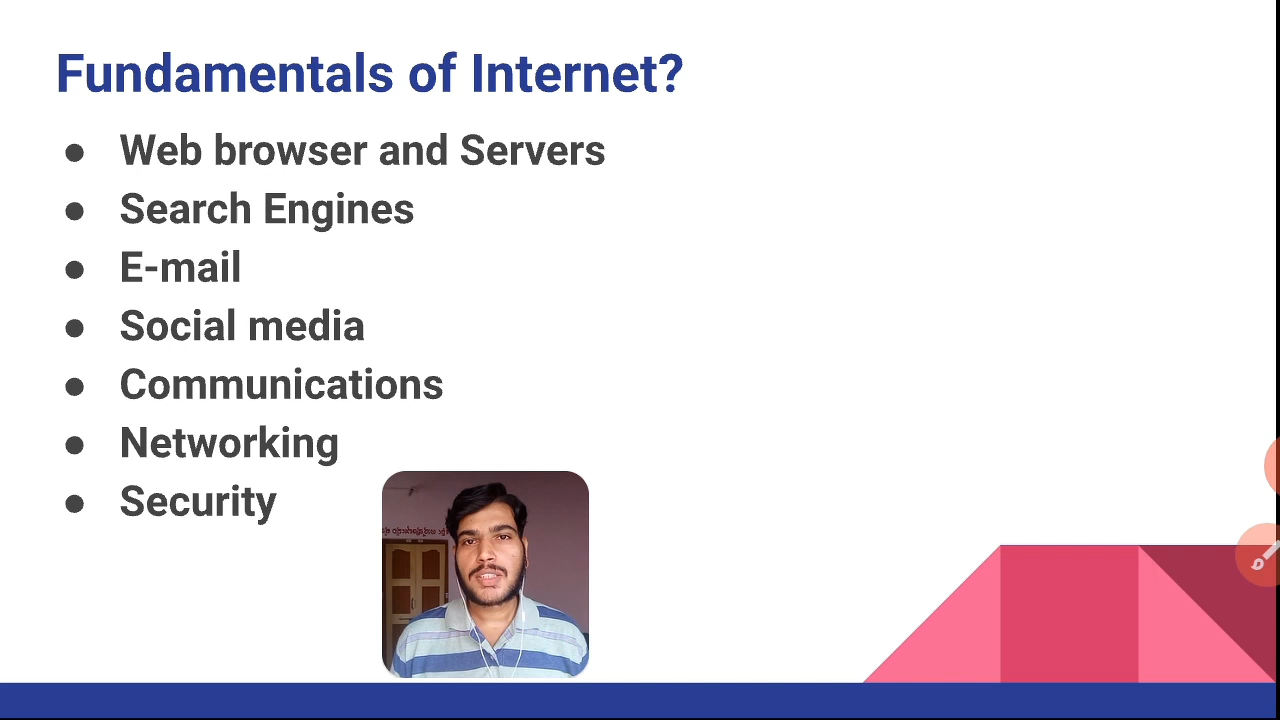 Fundamentals of Internet?
● Web browser and Servers
● Search Engines
● E-mail
● Social media
● Communications
● Networking
● Security